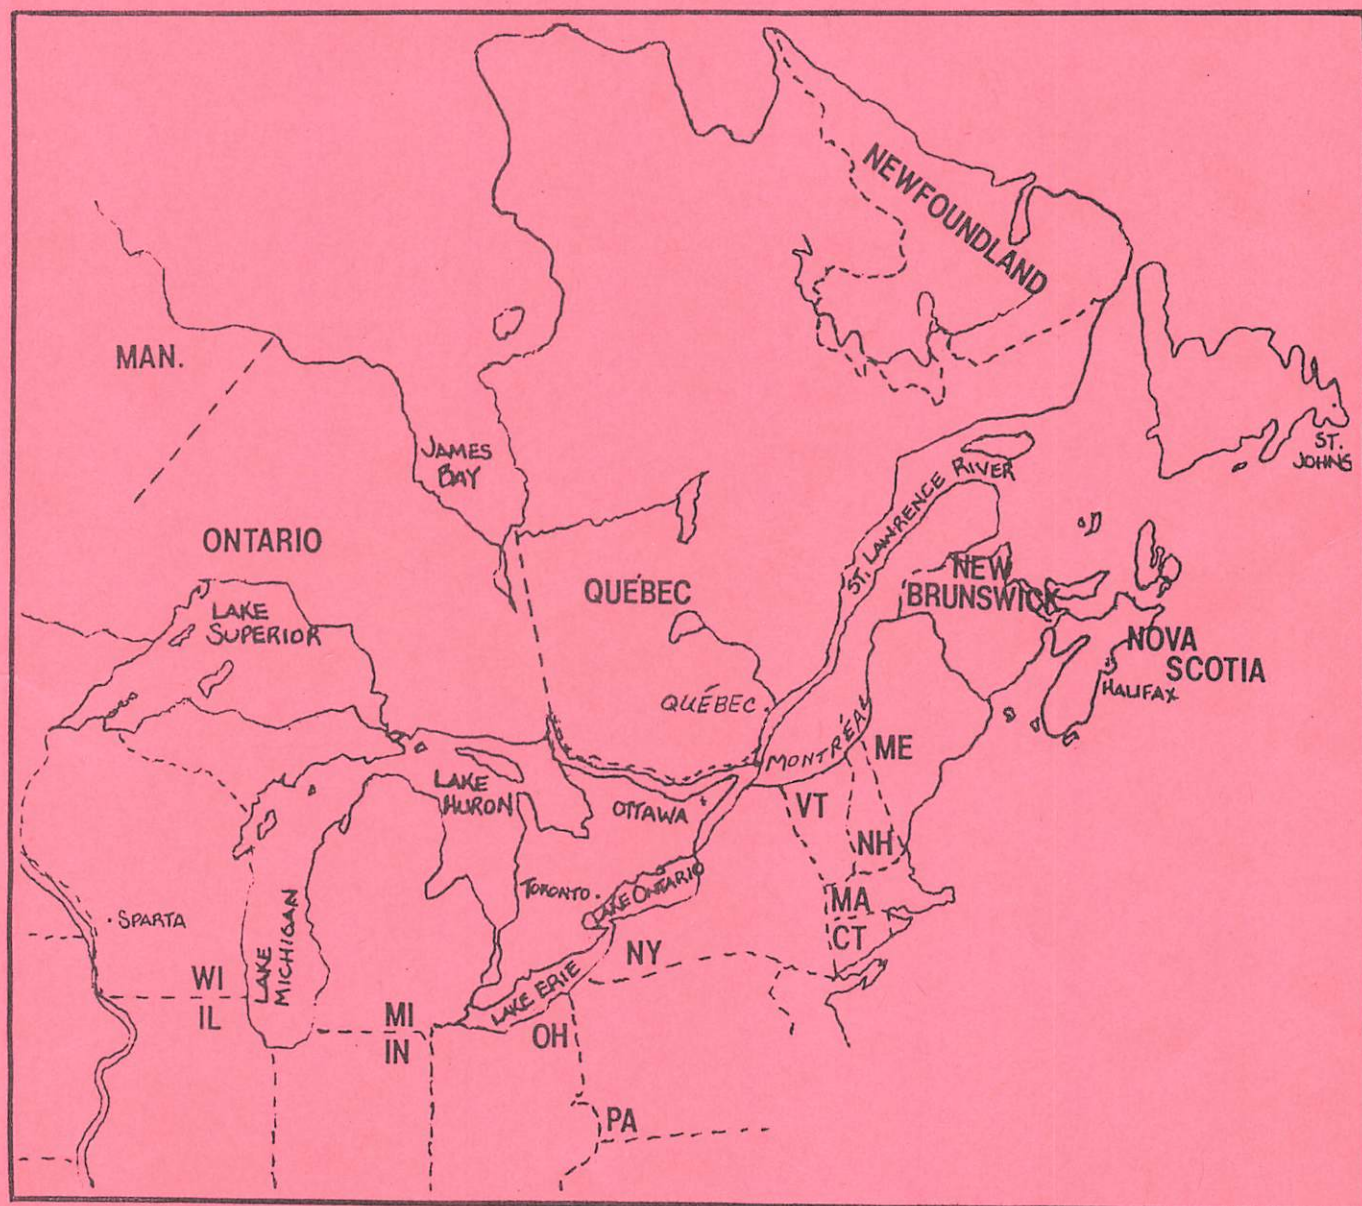 NEWFOUNDLAND
MAN.
JAMES
BAY
ST.
JOHNS
ST. LAWRENCE RIVER
ONTARIO
QUÉBEC
NEW
BRUNSWICK
LAKE
SUPERIOR
NOVA
SCOTIA
HALIFAX
QUÉBEC
MONTRÉAL
ME
LAKE
HURON
OTTAWA
VT
NH
TORONTO
LAKE ONTARIO
MA
SPARTA
CT
LAKE
MICHIGAN
NY
WI
LAKE ERIE
IL
MI
OH
IN
PA